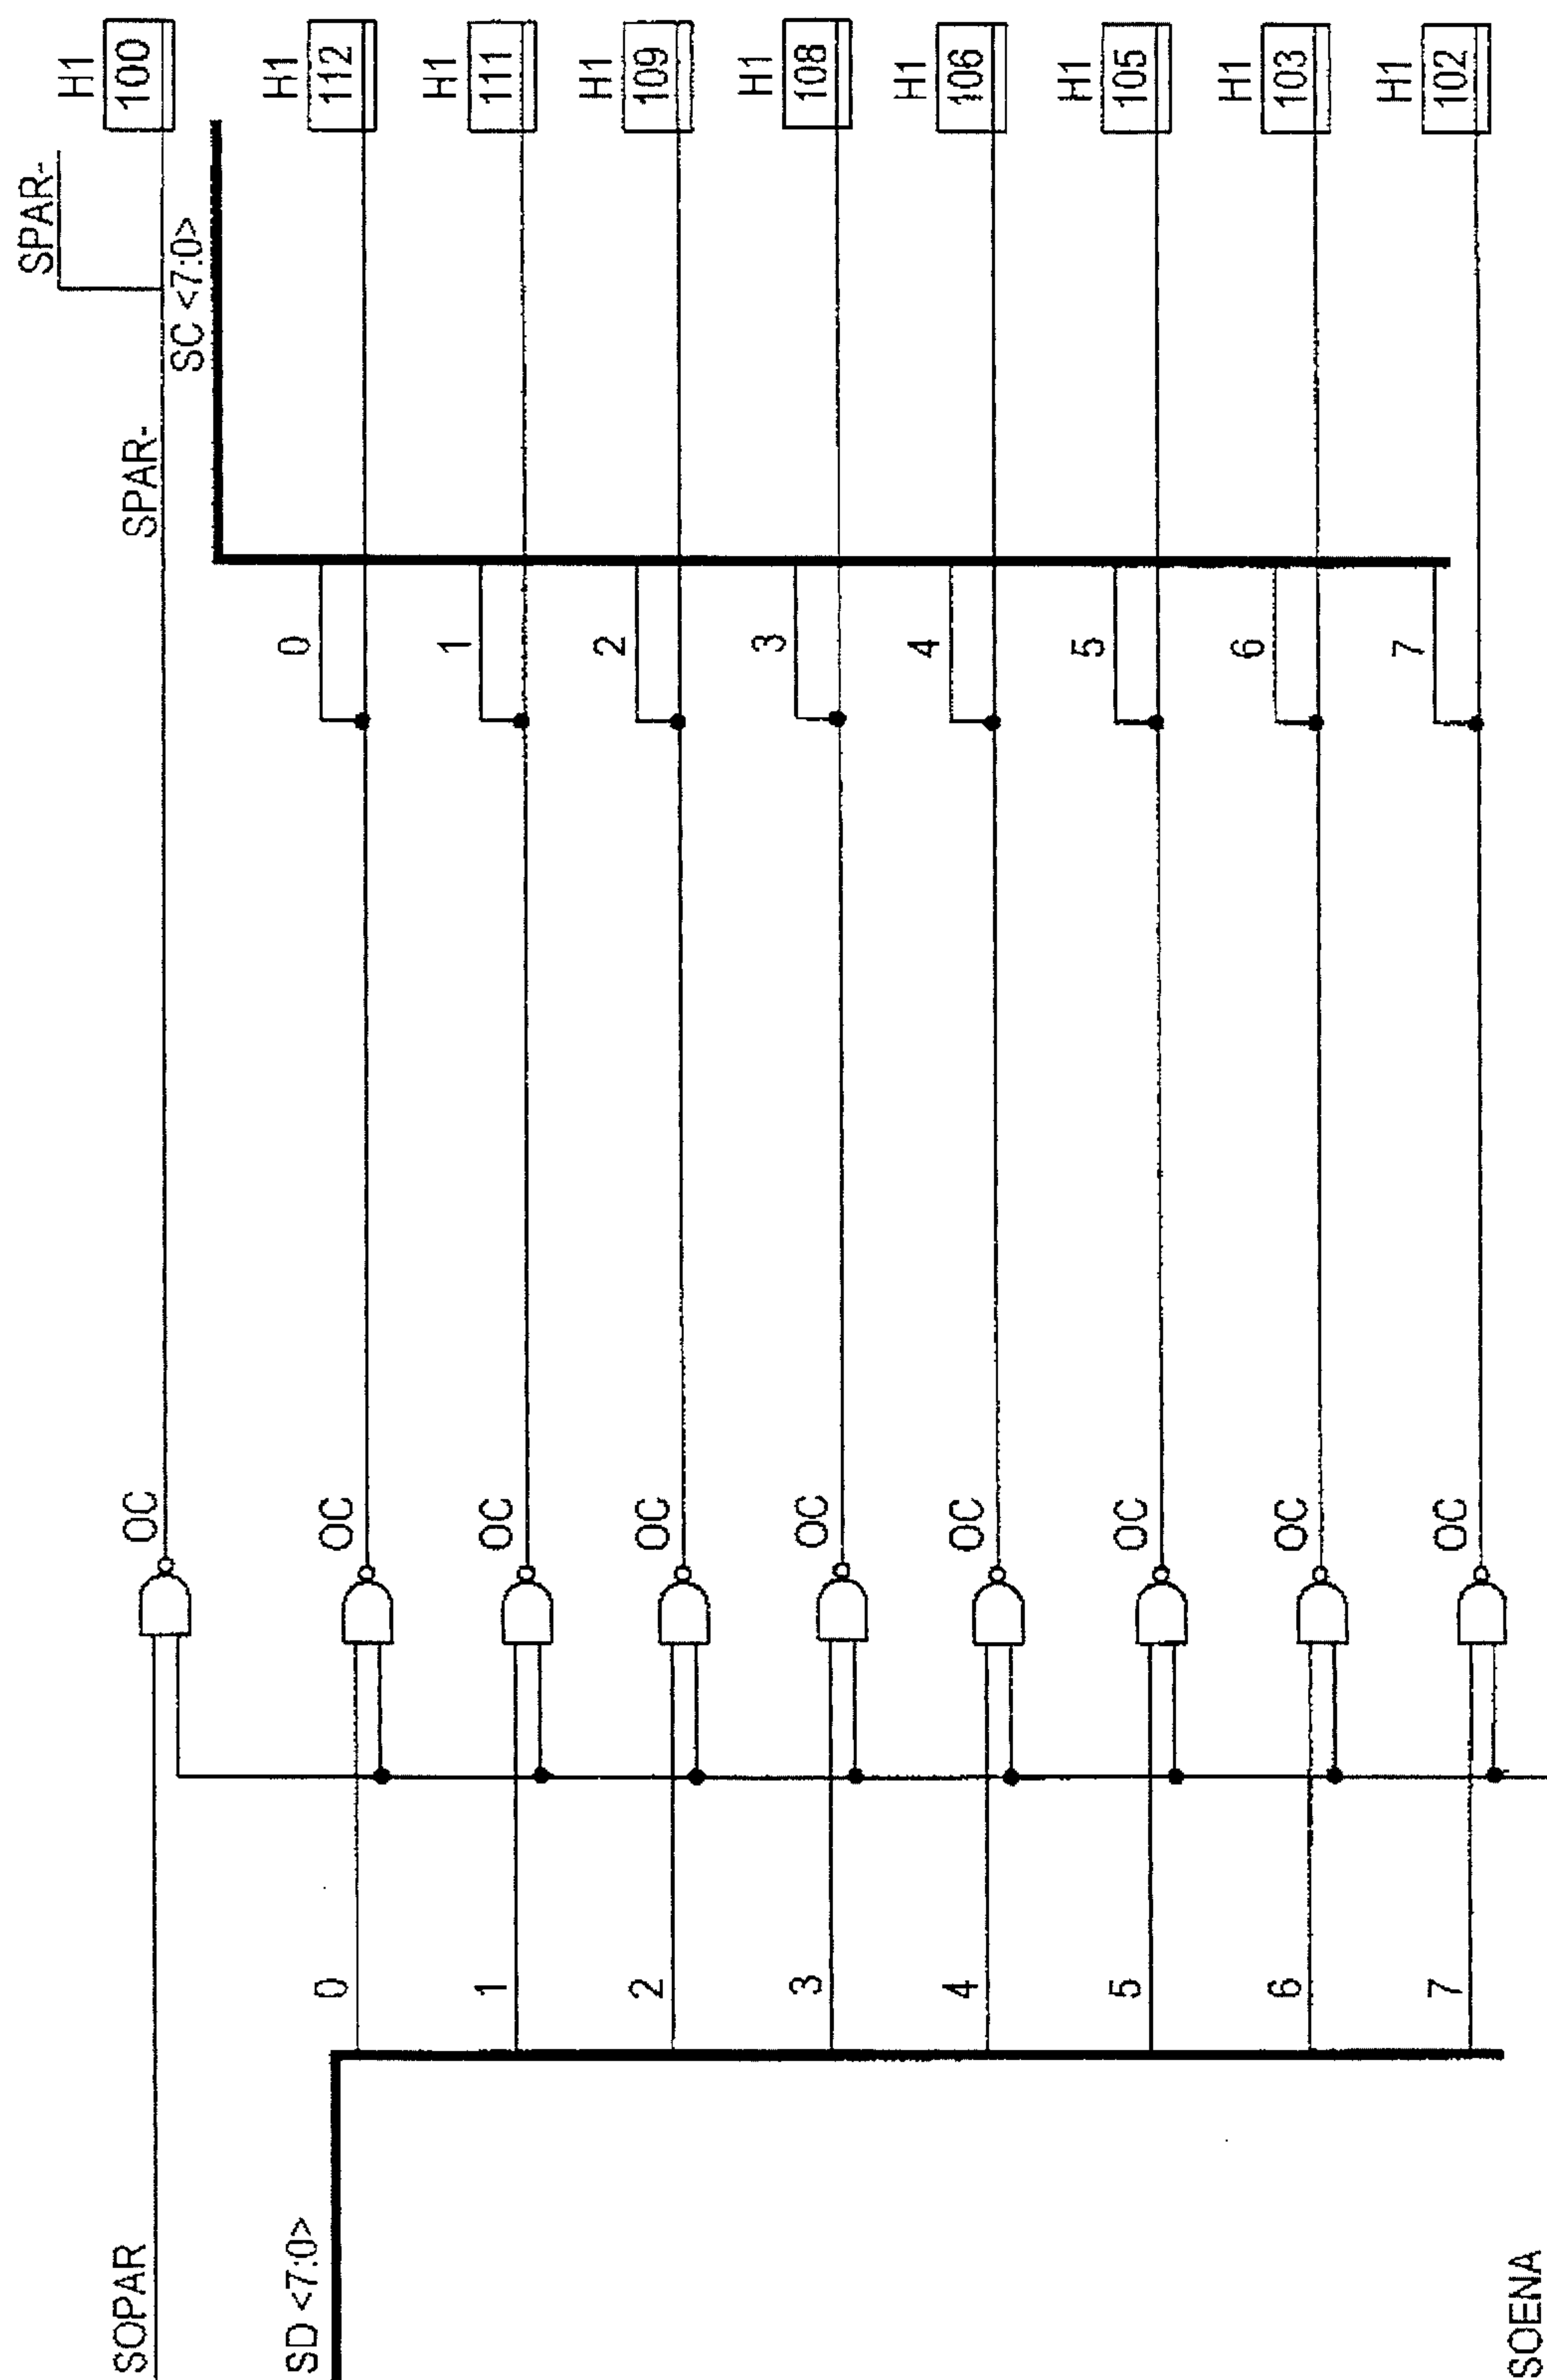 SPAR-
H1
100
SOPAR
OC
SPAR-
SC <7:0>
SD <7:0>
0
OC
0
H1
112
1
OC
1
H1
111
2
OC
2
H1
109
3
OC
3
H1
108
4
OC
4
H1
106
5
OC
5
H1
105
6
OC
6
H1
103
7
OC
7
H1
102
SOENA